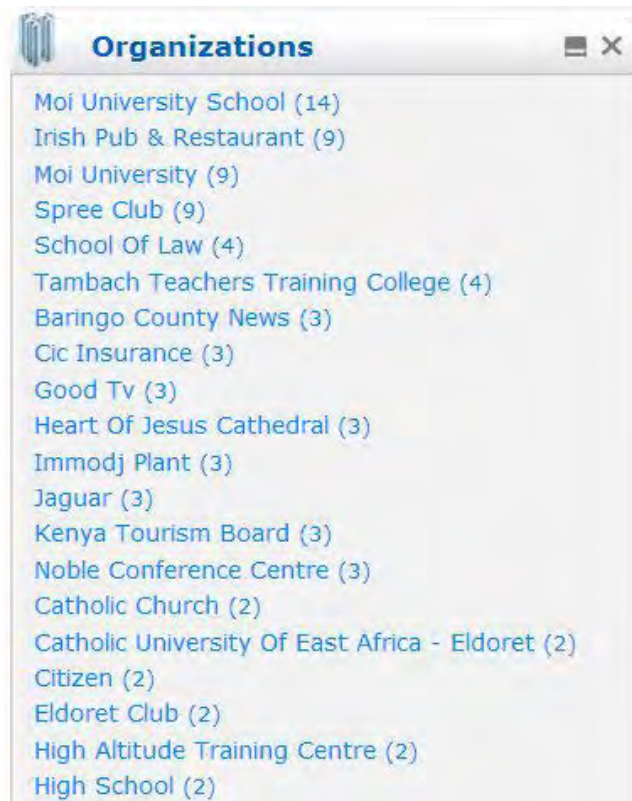 Organizations
Moi University School (14)
Irish Pub & Restaurant (9)
Moi University (9)
Spree Club (9)
School Of Law (4)
Tambach Teachers Training College (4)
Baringo County News (3)
Cic Insurance (3)
Good Tv (3)
Heart Of Jesus Cathedral (3)
Immodj Plant (3)
Jaguar (3)
Kenya Tourism Board (3)
Noble Conference Centre (3)
Catholic Church (2)
Catholic University Of East Africa - Eldoret (2)
Citizen (2)
Eldoret Club (2)
High Altitude Training Centre (2)
High School (2)